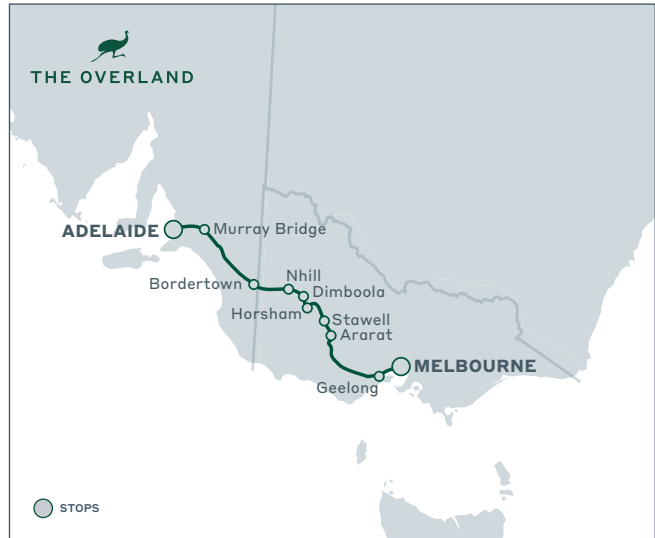 THE OVERLAND
ADELAIDE
Murray Bridge
Bordertown
Nhill
Dimboola
Horsham
Stawell
Ararat
MELBOURNE
Geelong
STOPS